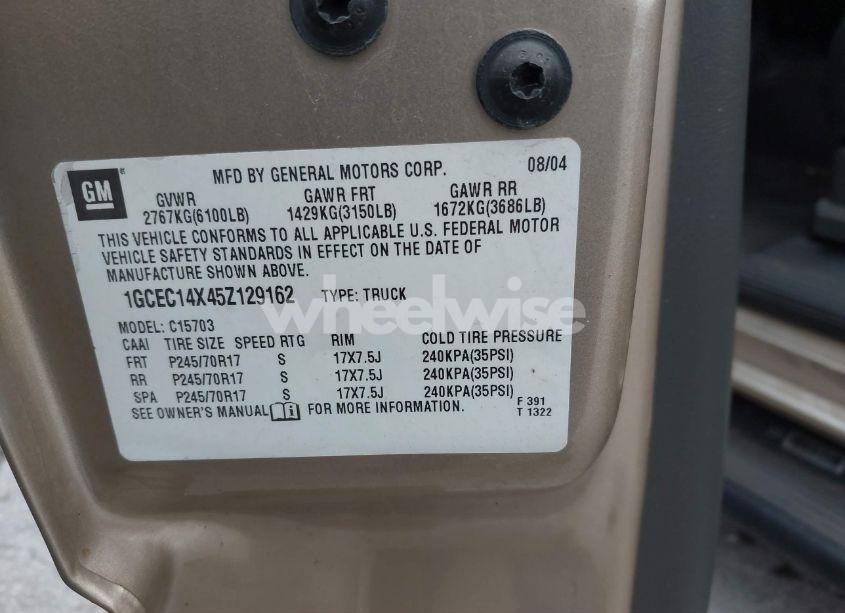 GM
MFD BY GENERAL MOTORS CORP. 08/04
GVWR GAWR FRT GAWR RR
2767KG(6100LB) 1429KG(3150LB) 1672KG(3686LB)
THIS VEHICLE CONFORMS TO ALL APPLICABLE U.S. FEDERAL MOTOR
VEHICLE SAFETY STANDARDS IN EFFECT ON THE DATE OF
MANUFACTURE SHOWN ABOVE.
1GCEC14X45Z129162 TYPE: TRUCK
wheelwise
MODEL: C15703
CAAI TIRE SIZE SPEED RTG RIM COLD TIRE PRESSURE
FRT P245/70R17 S 17X7.5J 240KPA(35PSI)
RR P245/70R17 S 17X7.5J 240KPA(35PSI)
SPA P245/70R17 S 17X7.5J 240KPA(35PSI)
SEE OWNER'S MANUAL i FOR MORE INFORMATION.
F 391
T 1322